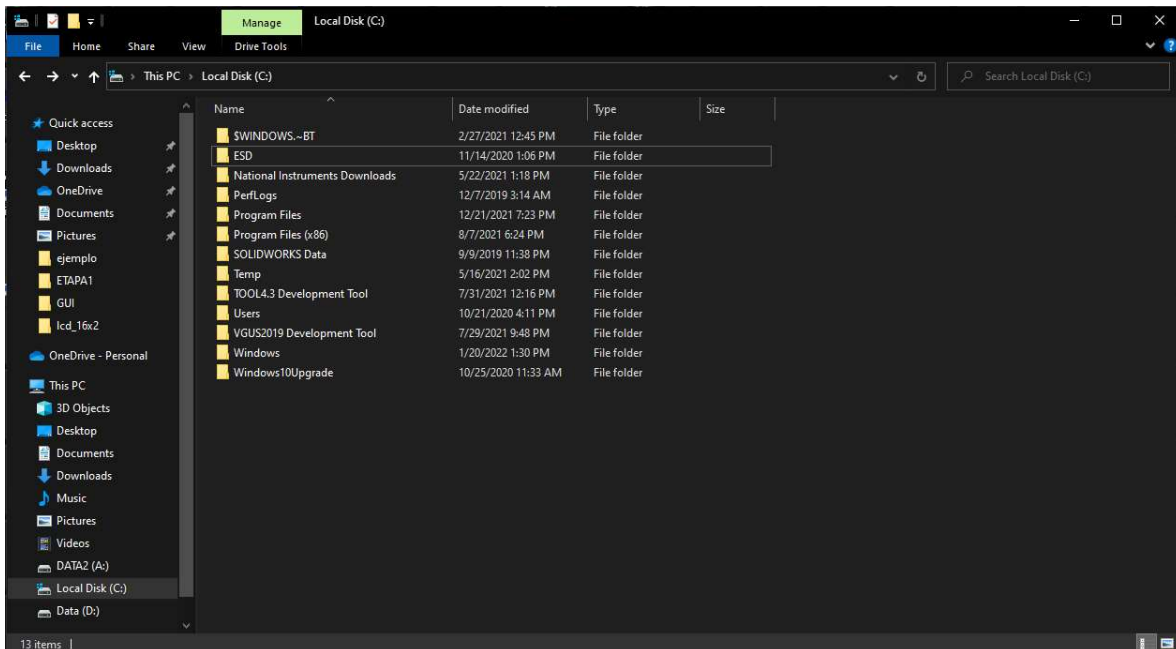 Manage Local Disk (C:)
File Home Share View Drive Tools
This PC Local Disk (C:) Search Local Disk (C:)
Name Date modified Type Size
Quick access
Desktop
Downloads
OneDrive
Documents
Pictures
ejemplo
ETAPA1
GUI
lcd_16x2
OneDrive - Personal
This PC
3D Objects
Desktop
Documents
Downloads
Music
Pictures
Videos
DATA2 (A:)
Local Disk (C:)
Data (D:)
$WINDOWS.~BT 2/27/2021 12:45 PM File folder
ESD 11/14/2020 1:06 PM File folder
National Instruments Downloads 5/22/2021 1:18 PM File folder
PerfLogs 12/7/2019 3:14 AM File folder
Program Files 12/21/2021 7:23 PM File folder
Program Files (x86) 8/7/2021 6:24 PM File folder
SOLIDWORKS Data 9/9/2019 11:38 PM File folder
Temp 5/16/2021 2:02 PM File folder
TOOL4.3 Development Tool 7/31/2021 12:16 PM File folder
Users 10/21/2020 4:11 PM File folder
VGUS2019 Development Tool 7/29/2021 9:48 PM File folder
Windows 1/20/2022 1:30 PM File folder
Windows10Upgrade 10/25/2020 11:33 AM File folder
13 items